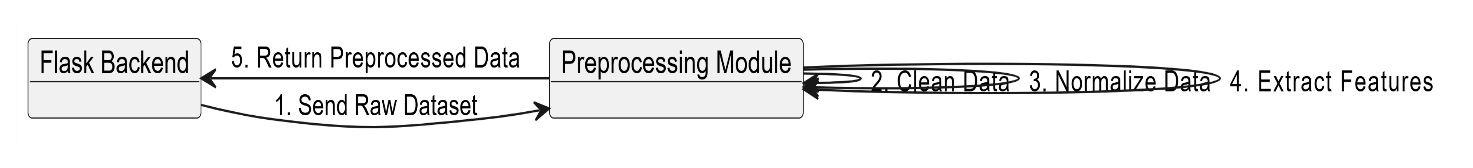 Flask Backend
5. Return Preprocessed Data
1. Send Raw Dataset
Preprocessing Module
2. Clean Data
3. Normalize Data
4. Extract Features